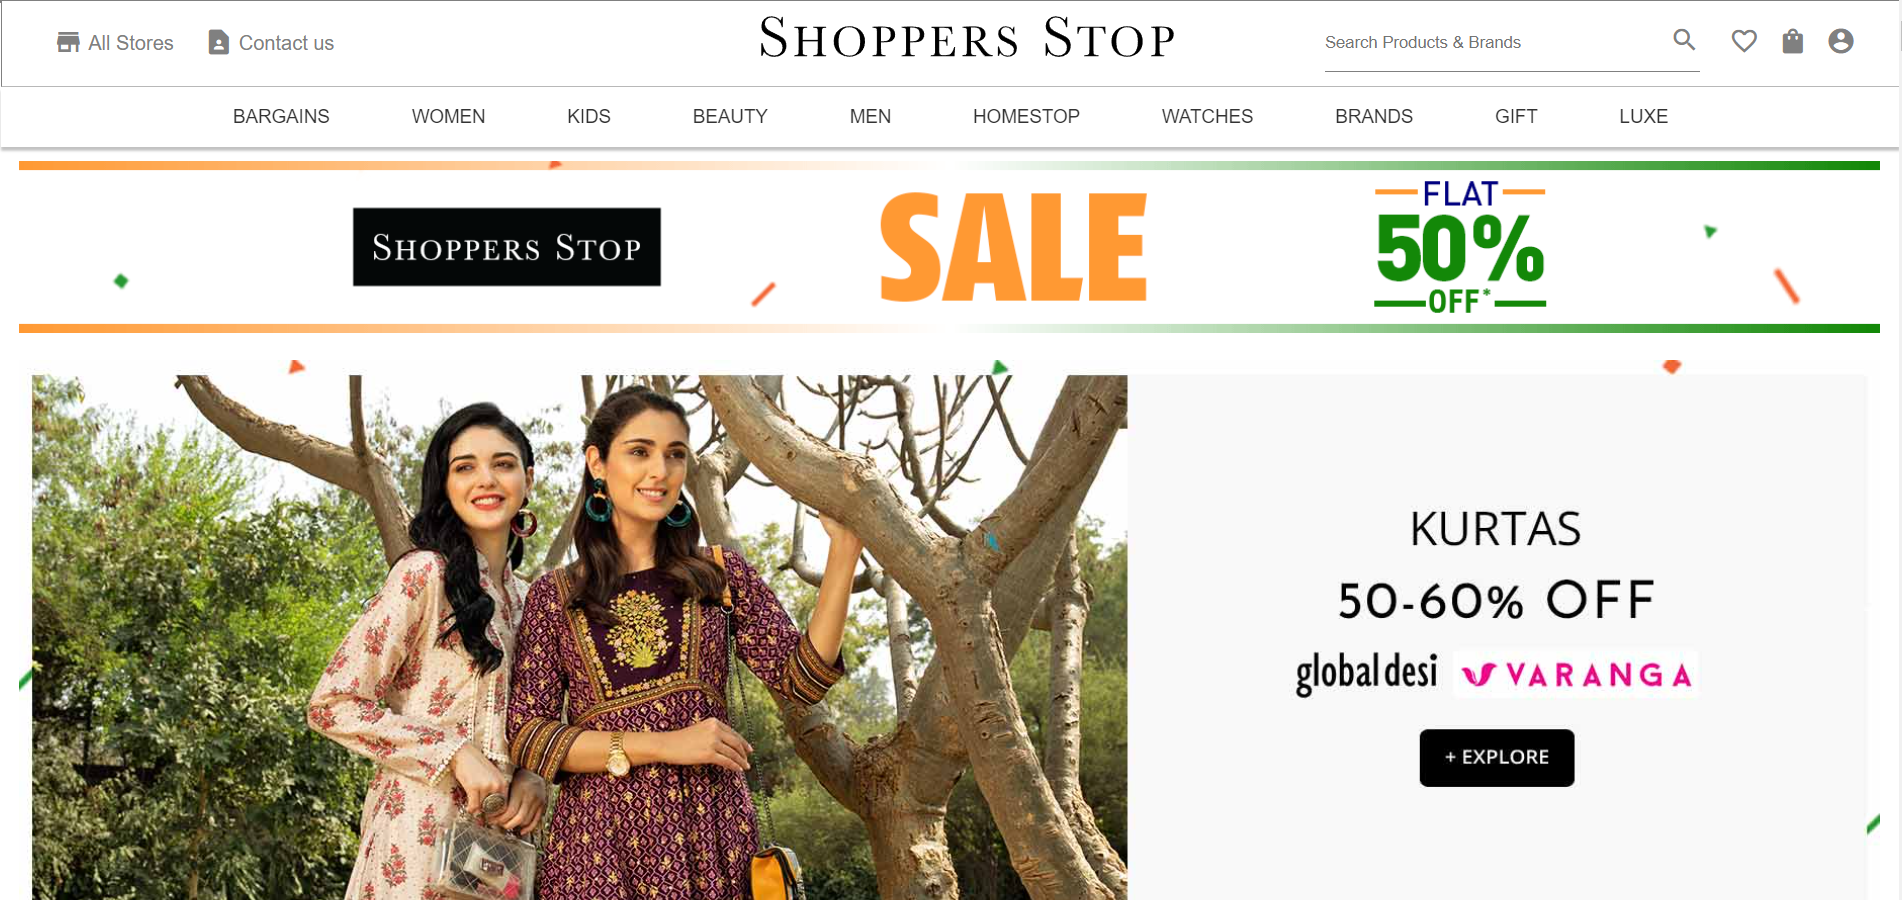 All Stores
Contact us
SHOPPERS STOP
Search Products & Brands
BARGAINS
WOMEN
KIDS
BEAUTY
MEN
HOMESTOP
WATCHES
BRANDS
GIFT
LUXE
SHOPPERS STOP
SALE
FLAT
50%
OFF*
KURTAS
50-60% OFF
global desi
VARANGA
+ EXPLORE